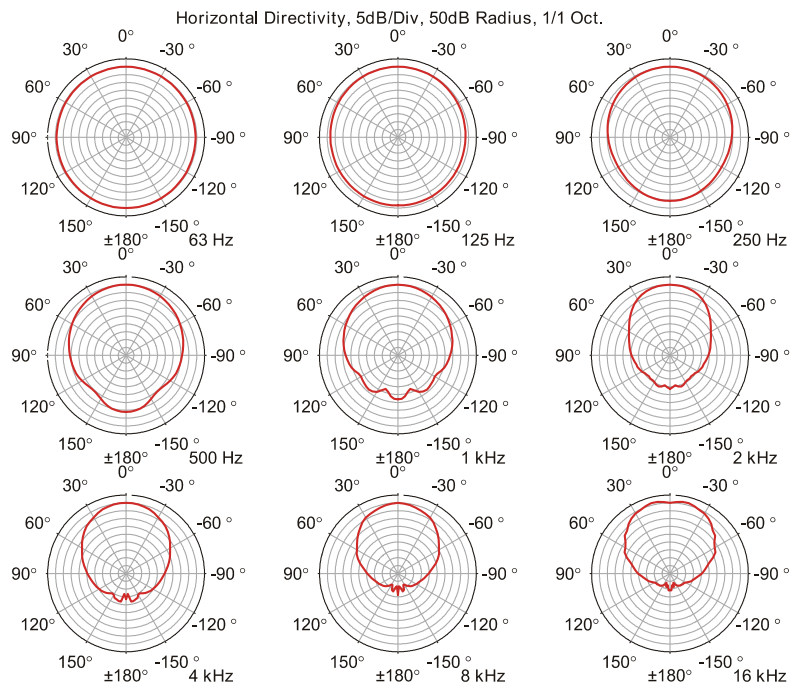 Horizontal Directivity, 5dB/Div, 50dB Radius, 1/1 Oct.
0° 0° 0°
30° -30 ° 30° -30 ° 30° -30 °
60° -60 ° 60° -60 ° 60° -60 °
90° -90 ° 90° -90 ° 90° -90 °
120° -120 ° 120° -120 ° 120° -120 °
150° -150 ° 150° -150 ° 150° -150 °
±180° 63 Hz ±180° 125 Hz ±180° 250 Hz
0° 0° 0°
30° -30 ° 30° -30 ° 30° -30 °
60° -60 ° 60° -60 ° 60° -60 °
90° -90 ° 90° -90 ° 90° -90 °
120° -120 ° 120° -120 ° 120° -120 °
150° -150 ° 150° -150 ° 150° -150 °
±180° 500 Hz ±180° 1 kHz ±180° 2 kHz
0° 0° 0°
30° -30 ° 30° -30 ° 30° -30 °
60° -60 ° 60° -60 ° 60° -60 °
90° -90 ° 90° -90 ° 90° -90 °
120° -120 ° 120° -120 ° 120° -120 °
150° -150 ° 150° -150 ° 150° -150 °
±180° 4 kHz ±180° 8 kHz ±180° 16 kHz